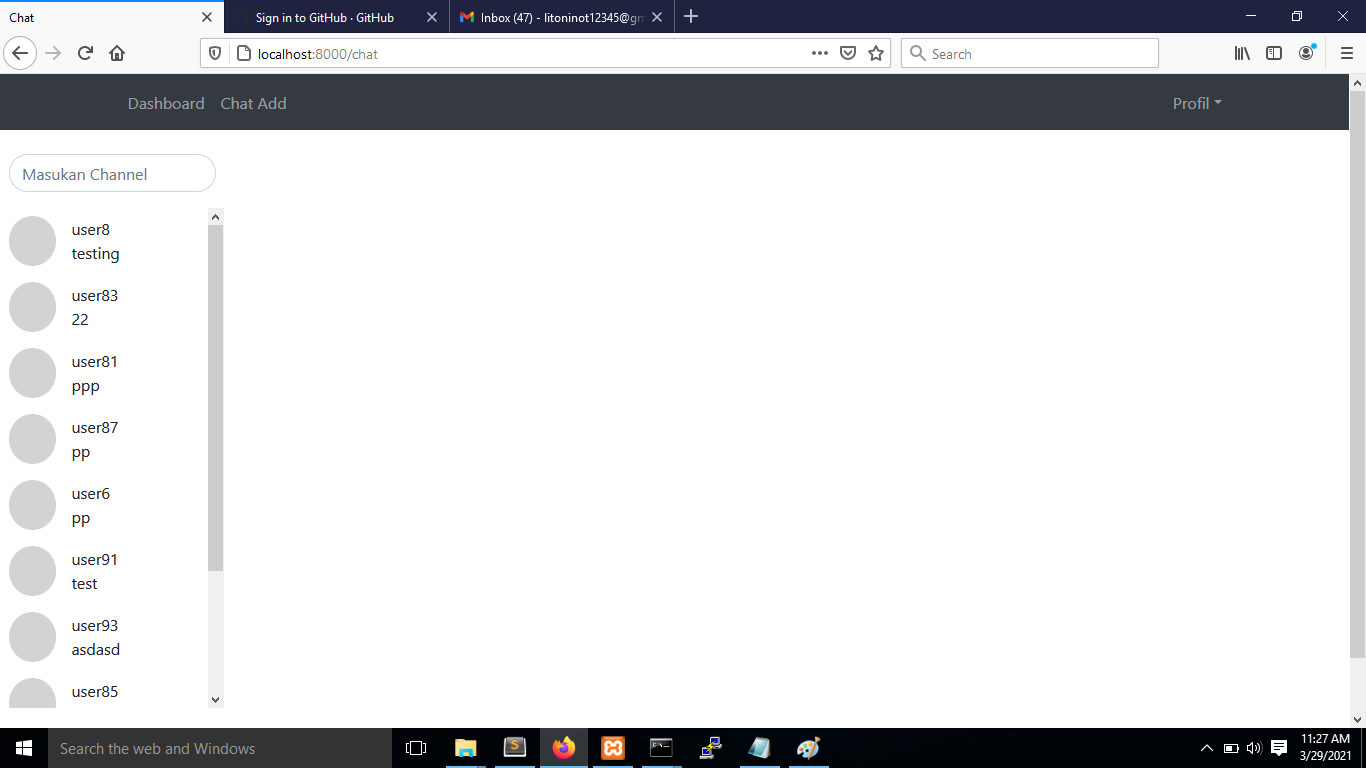 Chat
Sign in to GitHub · GitHub
Inbox (47) - litoninot12345@gm
localhost:8000/chat
Search
Dashboard
Chat Add
Profil
Masukan Channel
user8
testing
user83
22
user81
ppp
user87
pp
user6
pp
user91
test
user93
asdasd
user85
Search the web and Windows
11:27 AM
3/29/2021